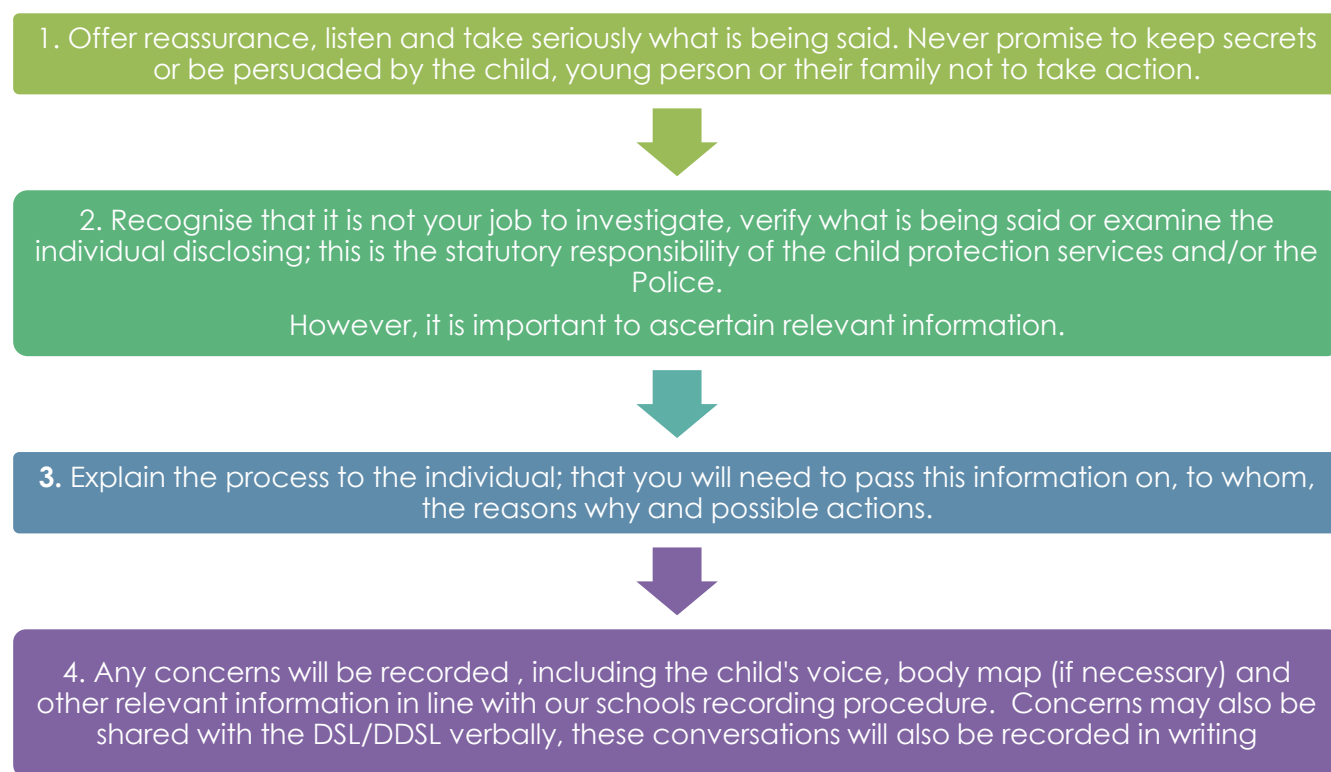 1. Offer reassurance, listen and take seriously what is being said. Never promise to keep secrets
or be persuaded by the child, young person or their family not to take action.
2. Recognise that it is not your job to investigate, verify what is being said or examine the
individual disclosing; this is the statutory responsibility of the child protection services and/or the
Police.
However, it is important to ascertain relevant information.
3. Explain the process to the individual; that you will need to pass this information on, to whom,
the reasons why and possible actions.
4. Any concerns will be recorded , including the child's voice, body map (if necessary) and
other relevant information in line with our schools recording procedure.  Concerns may also be
shared with the DSL/DDSL verbally, these conversations will also be recorded in writing